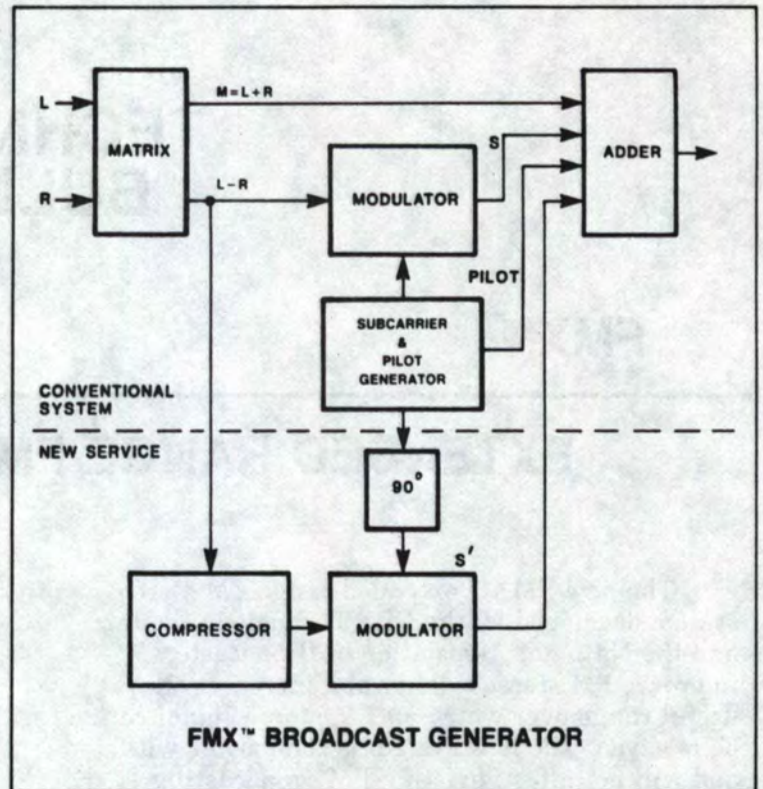 L
M=L+R
MATRIX
R
L−R
MODULATOR
S
ADDER
PILOT
SUBCARRIER
&
PILOT
GENERATOR
CONVENTIONAL
SYSTEM
NEW SERVICE
90°
S'
COMPRESSOR
MODULATOR
FMX™ BROADCAST GENERATOR